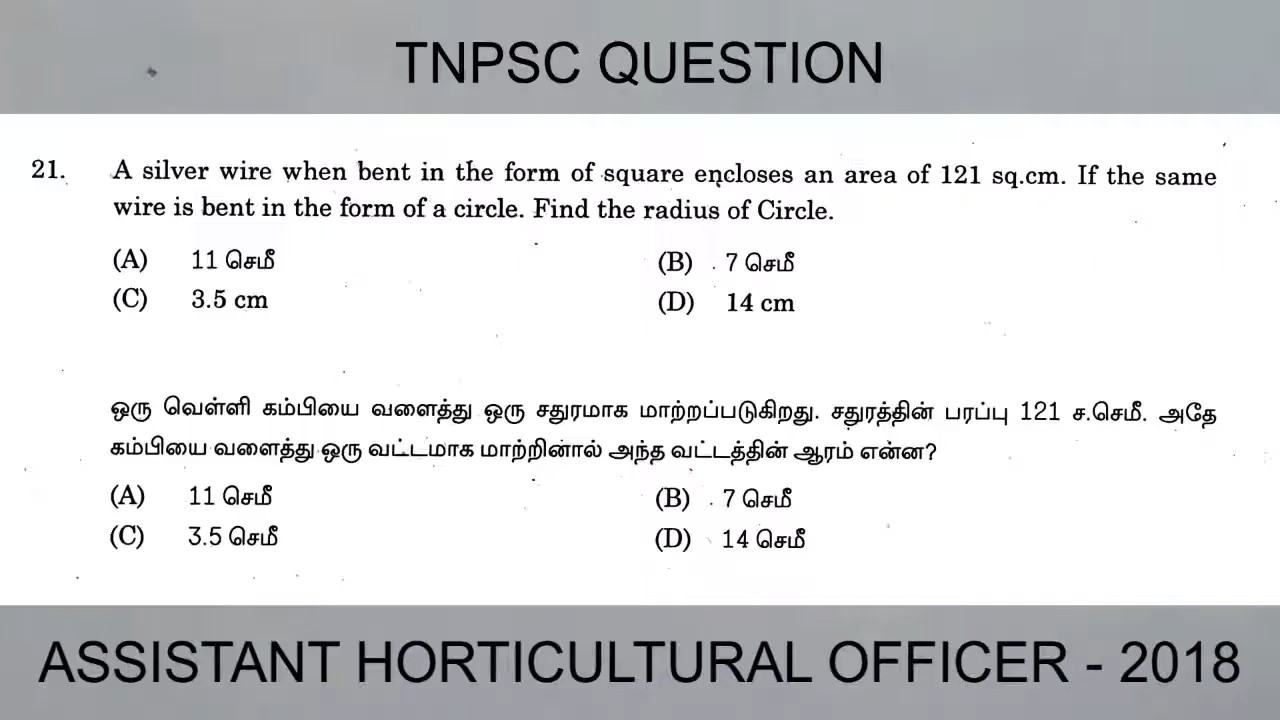 TNPSC QUESTION
21. A silver wire when bent in the form of square encloses an area of 121 sq.cm. If the same
wire is bent in the form of a circle. Find the radius of Circle.
(A) 11 செமீ (B) 7 செமீ
(C) 3.5 cm (D) 14 cm
ஒரு வெள்ளி கம்பியை வளைத்து ஒரு சதுரமாக மாற்றப்படுகிறது. சதுரத்தின் பரப்பு 121 ச.செமீ. அதே
கம்பியை வளைத்து ஒரு வட்டமாக மாற்றினால் அந்த வட்டத்தின் ஆரம் என்ன?
(A) 11 செமீ (B) 7 செமீ
(C) 3.5 செமீ (D) 14 செமீ
ASSISTANT HORTICULTURAL OFFICER - 2018